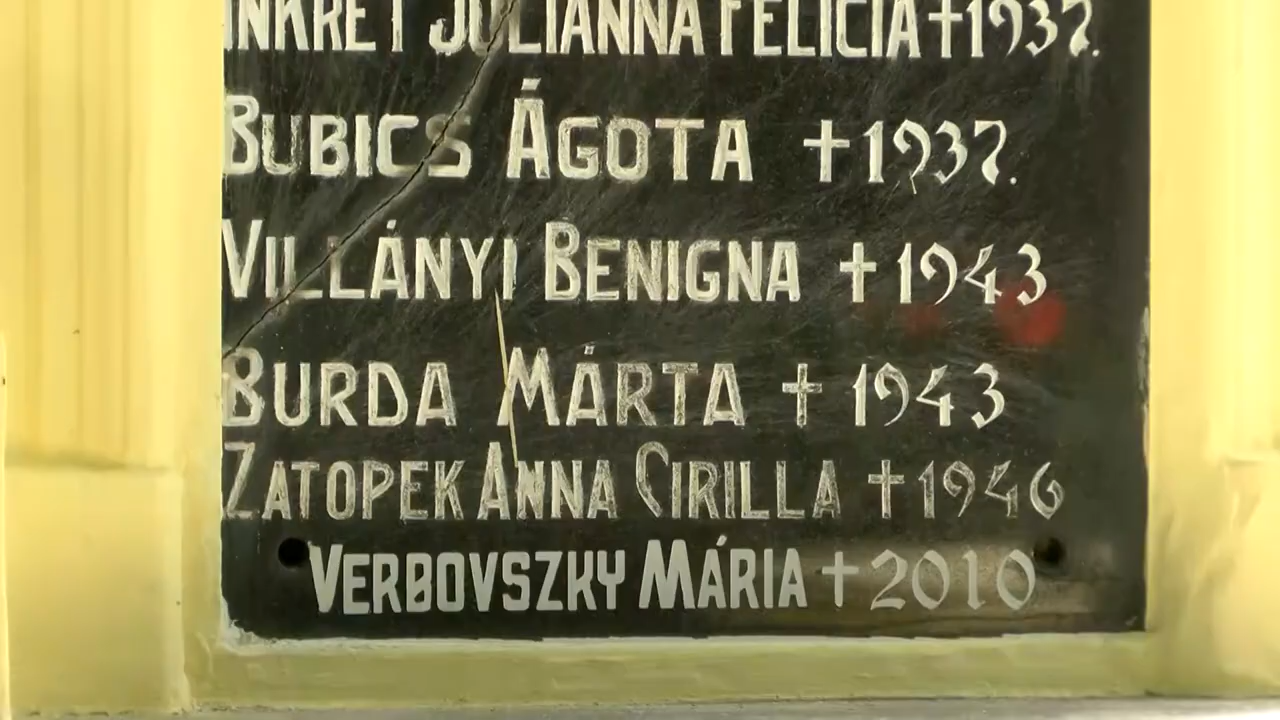 JULIANNA FELICIA †1937.
BUBICS ÁGOTA †1937.
VILLÁNYI BENIGNA †1943
BURDA MÁRTA †1943
ZATOPEK ANNA CIRILLA †1946
VERBOVSZKY MÁRIA †2010